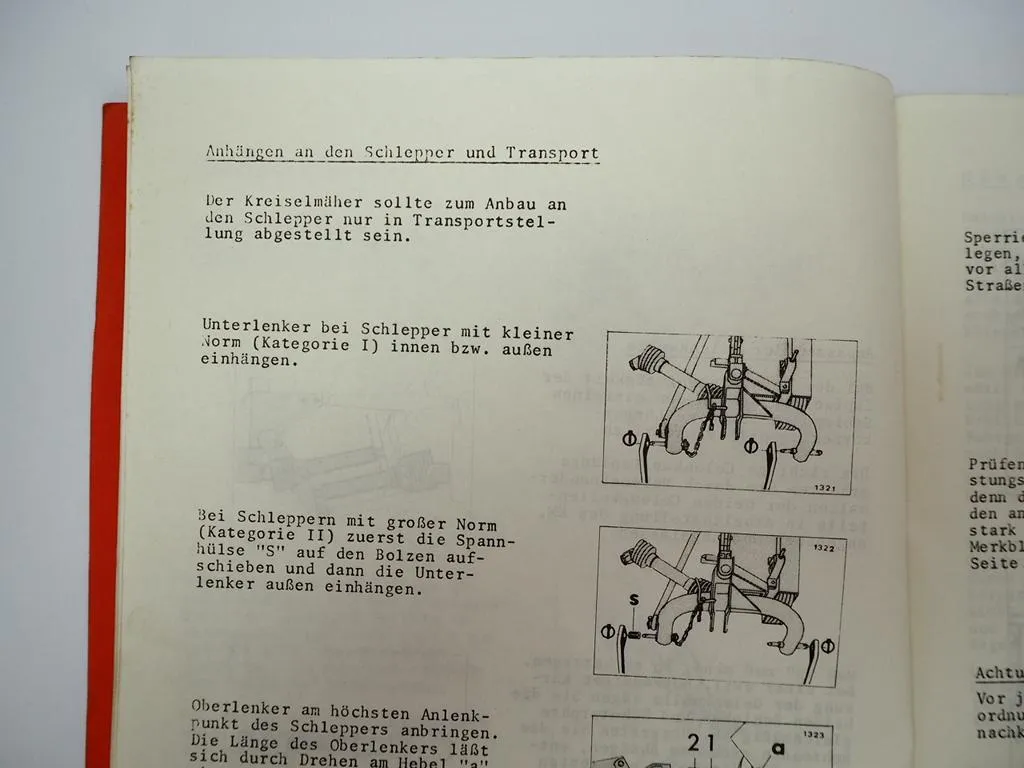 Anhängen an den Schlepper und Transport
Der Kreiselmäher sollte zum Anbau an
den Schlepper nur in Transportstel-
lung abgestellt sein.
Unterlenker bei Schlepper mit kleiner
Norm (Kategorie I) innen bzw. außen
einhängen.
Φ
Φ
1321
Bei Schleppern mit großer Norm
(Kategorie II) zuerst die Spann-
hülse "S" auf den Bolzen auf-
schieben und dann die Unter-
lenker außen einhängen.
1322
S
Φ
Φ
Oberlenker am höchsten Anlenk-
punkt des Schleppers anbringen.
Die Länge des Oberlenkers läßt
sich durch Drehen am Hebel "a"
1323
2 1
a
Sperrie
legen,
vor al
Straße
Prüfen
stungs
denn d
den an
stark
Merkbl
Seite
Achtu
Vor j
ordnu
nachk